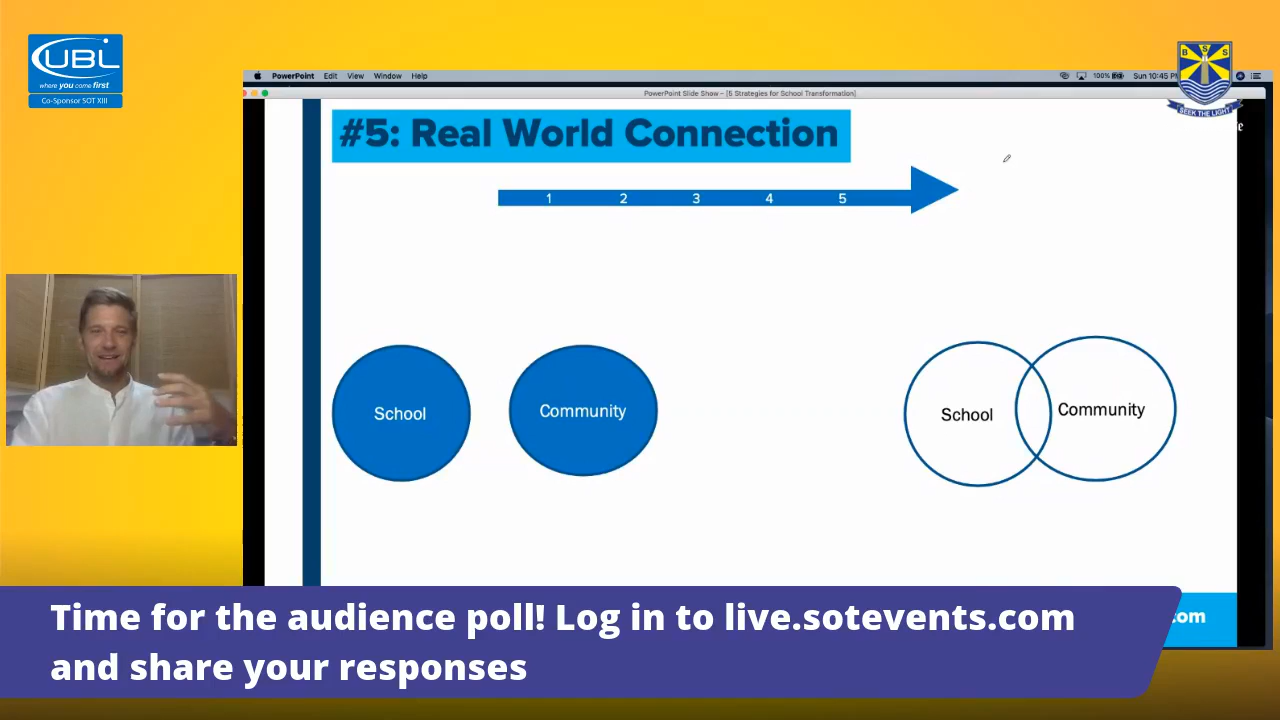 UBL
where you come first
Co-Sponsor SOT XIII
PowerPoint Edit View Window Help
100%
Sun 10:45 P
PowerPoint Slide Show – [5 Strategies for School Transformation]
B S S
SEEK THE LIGHT
#5: Real World Connection
1 2 3 4 5
School
Community
School
Community
.com
Time for the audience poll! Log in to live.sotevents.com
and share your responses